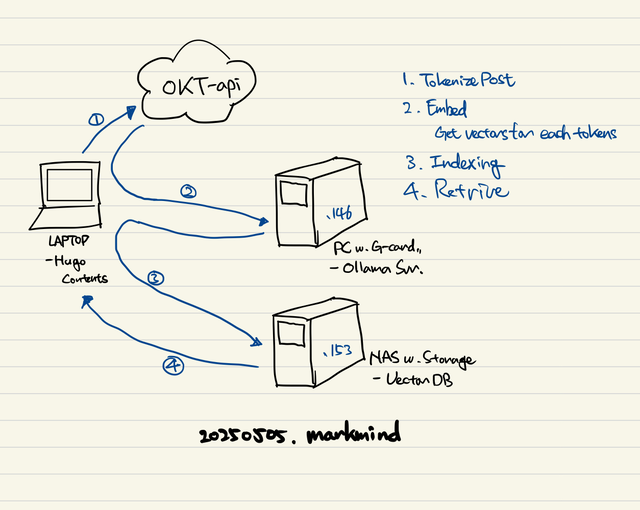 OKT-api
①
1. Tokenize Post
2. Embed
Get vectors for each tokens
3. Indexing
4. Retrive
②
.146
LAPTOP
- Hugo
Contents
PC w. G-card,,
- Ollama Svr.
③
.153
NAS w. Storage
- Vector DB
④
20250505. markmind